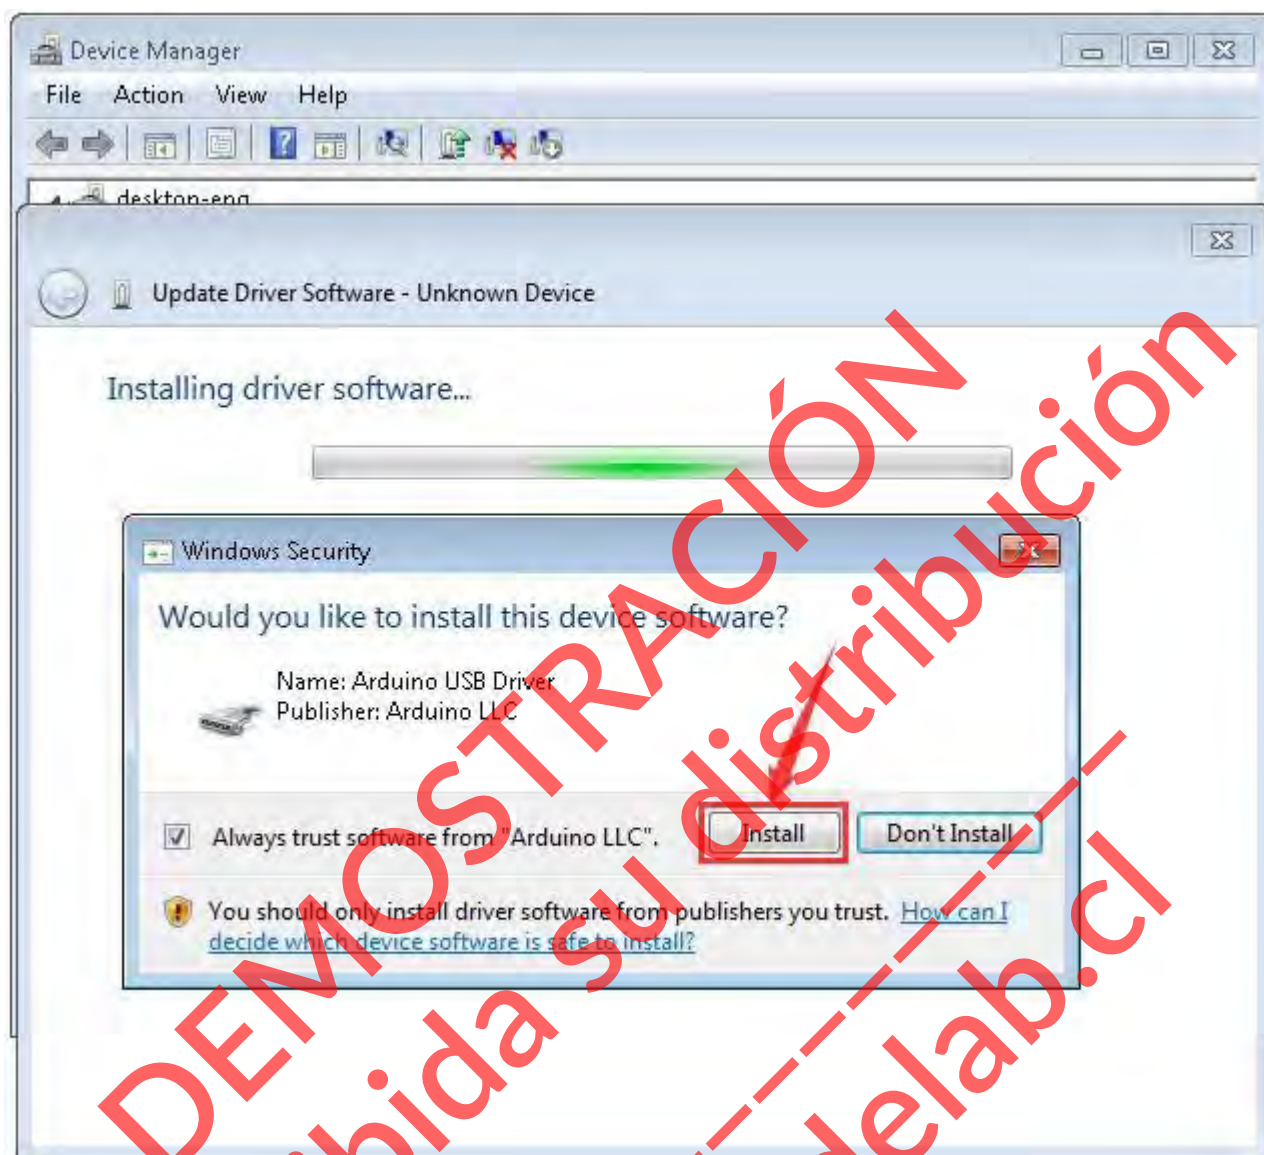 Device Manager
File Action View Help
desktop-eng
Update Driver Software - Unknown Device
Installing driver software...
Windows Security
Would you like to install this device software?
Name: Arduino USB Driver
Publisher: Arduino LLC
Always trust software from "Arduino LLC".
Install
Don't Install
You should only install driver software from publishers you trust. How can I
decide which device software is safe to install?
DEMOSTRACIÓN
su distribución